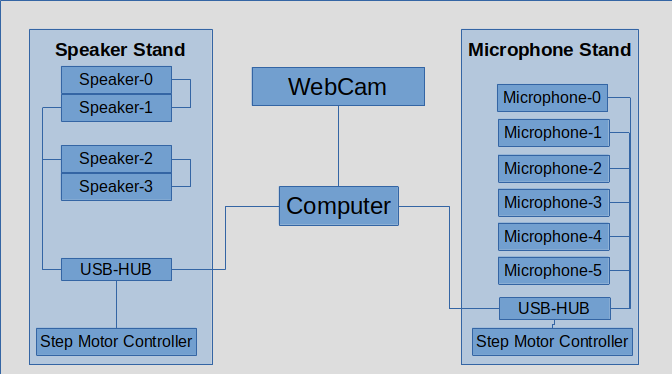 Speaker Stand
Speaker-0
Speaker-1
Speaker-2
Speaker-3
USB-HUB
Step Motor Controller
WebCam
Computer
Microphone Stand
Microphone-0
Microphone-1
Microphone-2
Microphone-3
Microphone-4
Microphone-5
USB-HUB
Step Motor Controller